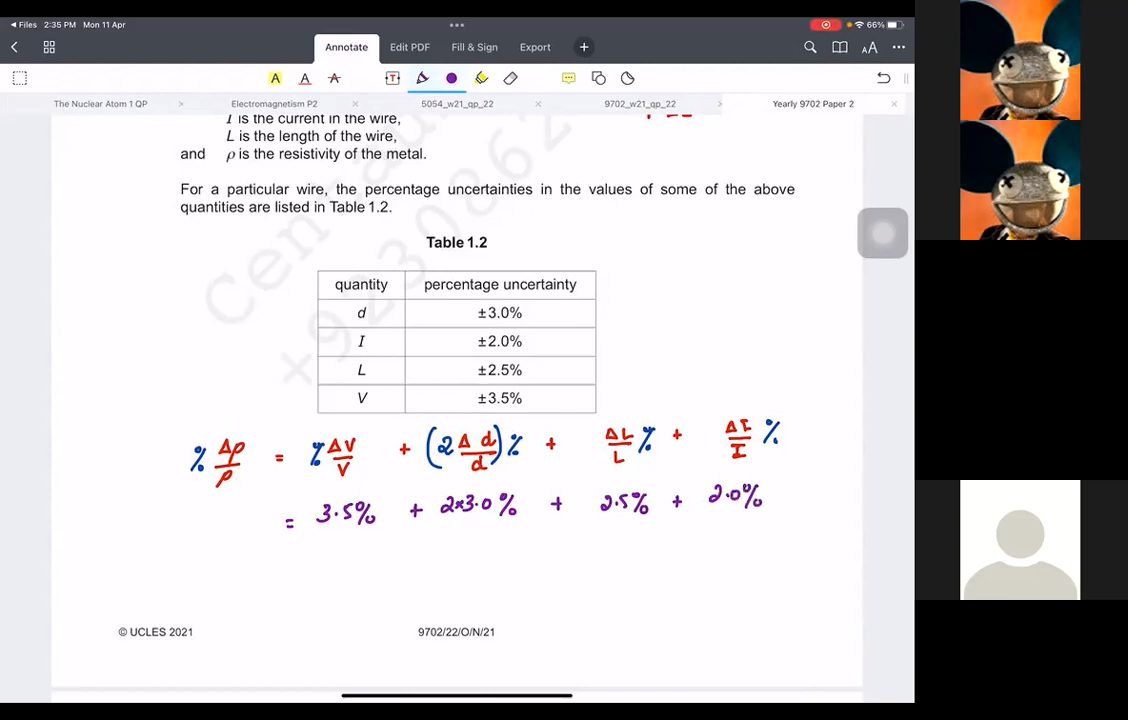 Files 2:35 PM Mon 11 Apr 66%
Annotate Edit PDF Fill & Sign Export
The Nuclear Atom 1 QP Electromagnetism P2 5054_w21_qp_22 9702_w21_qp_22 Yearly 9702 Paper 2
I is the current in the wire,
L is the length of the wire,
and ρ is the resistivity of the metal.
For a particular wire, the percentage uncertainties in the values of some of the above
quantities are listed in Table 1.2.
Table 1.2
quantity percentage uncertainty
d ±3.0%
I ±2.0%
L ±2.5%
V ±3.5%
% Δρ/ρ = % ΔV/V + (2 Δd/d)% + ΔL/L % + ΔI/I %
= 3.5% + 2×3.0% + 2.5% + 2.0%
© UCLES 2021 9702/22/O/N/21